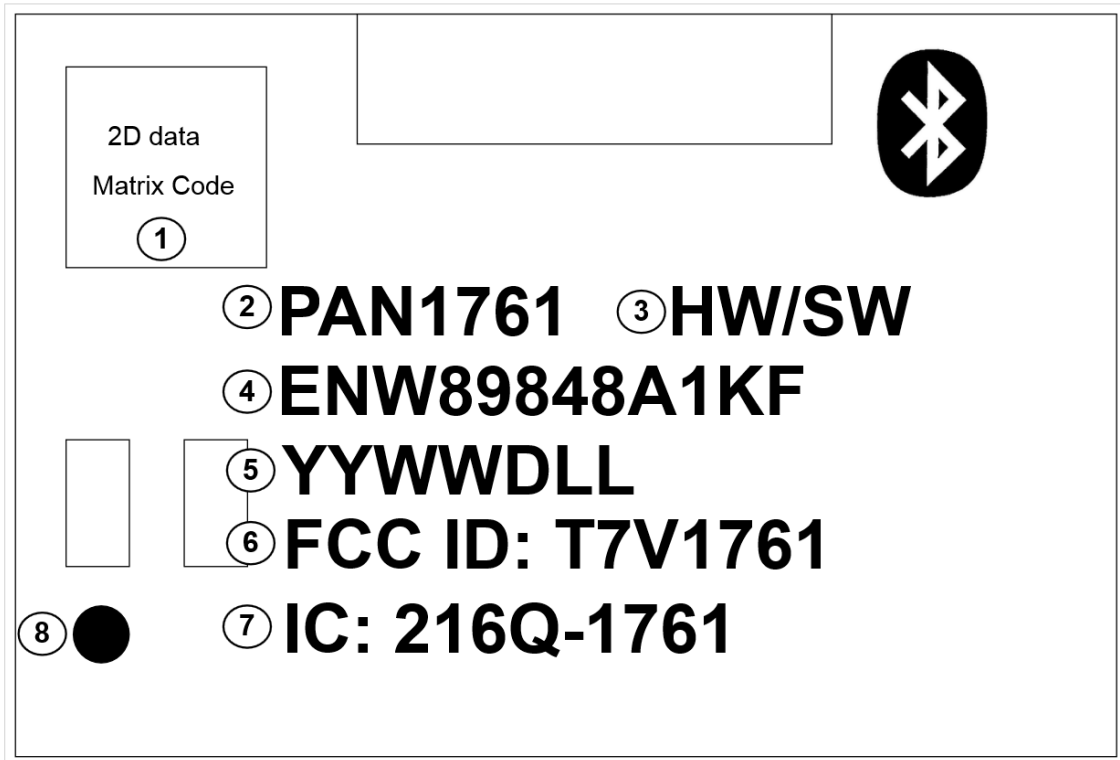 2D data
Matrix Code
1
2 PAN1761 3 HW/SW
4 ENW89848A1KF
5 YYWWDLL
6 FCC ID: T7V1761
7 IC: 216Q-1761
8